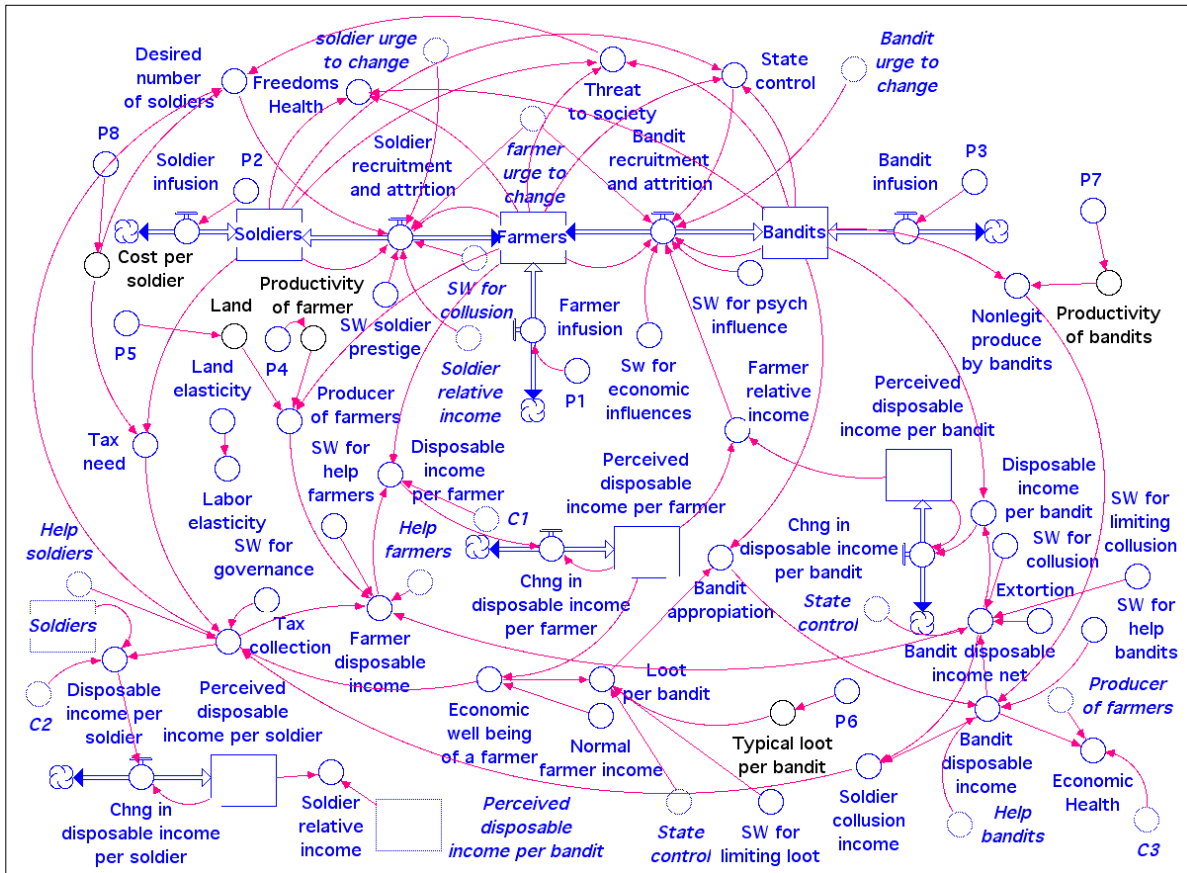 Desired
number
of soldiers
soldier urge
to change
Freedoms
Health
Threat
to society
State
control
Bandit
urge to
change
P8
Soldier
infusion
P2
Soldier
recruitment
and attrition
farmer
urge to
change
Bandit
recruitment
and attrition
Bandit
infusion
P3
P7
Soldiers
Farmers
Bandits
Cost per
soldier
Land
Productivity
of farmer
SW for
collusion
Farmer
infusion
SW for psych
influence
Nonlegit
produce
by bandits
Productivity
of bandits
P5
P4
SW soldier
prestige
Soldier
relative
income
P1
Sw for
economic
influences
Farmer
relative
income
Perceived
disposable
income per bandit
Land
elasticity
Producer
of farmers
Tax
need
Labor
elasticity
SW for
help
farmers
Disposable
income
per farmer
C1
Perceived
disposable
income per farmer
Disposable
income
per bandit
SW for
limiting
collusion
Help
soldiers
SW for
governance
Help
farmers
Chng in
disposable income
per farmer
Chng in
disposable income
per bandit
SW for
collusion
Bandit
appropiation
State
control
Extortion
SW for
help
bandits
Soldiers
Tax
collection
Farmer
disposable
income
Bandit disposable
income net
C2
Disposable
income per
soldier
Perceived
disposable
income per soldier
Economic
well being
of a farmer
Loot
per bandit
Normal
farmer income
Typical loot
per bandit
P6
Producer
of farmers
Bandit
disposable
income
Economic
Health
Chng in
disposable income
per soldier
Soldier
relative
income
Perceived
disposable
income per bandit
State
control
SW for
limiting loot
Soldier
collusion
income
Help
bandits
C3